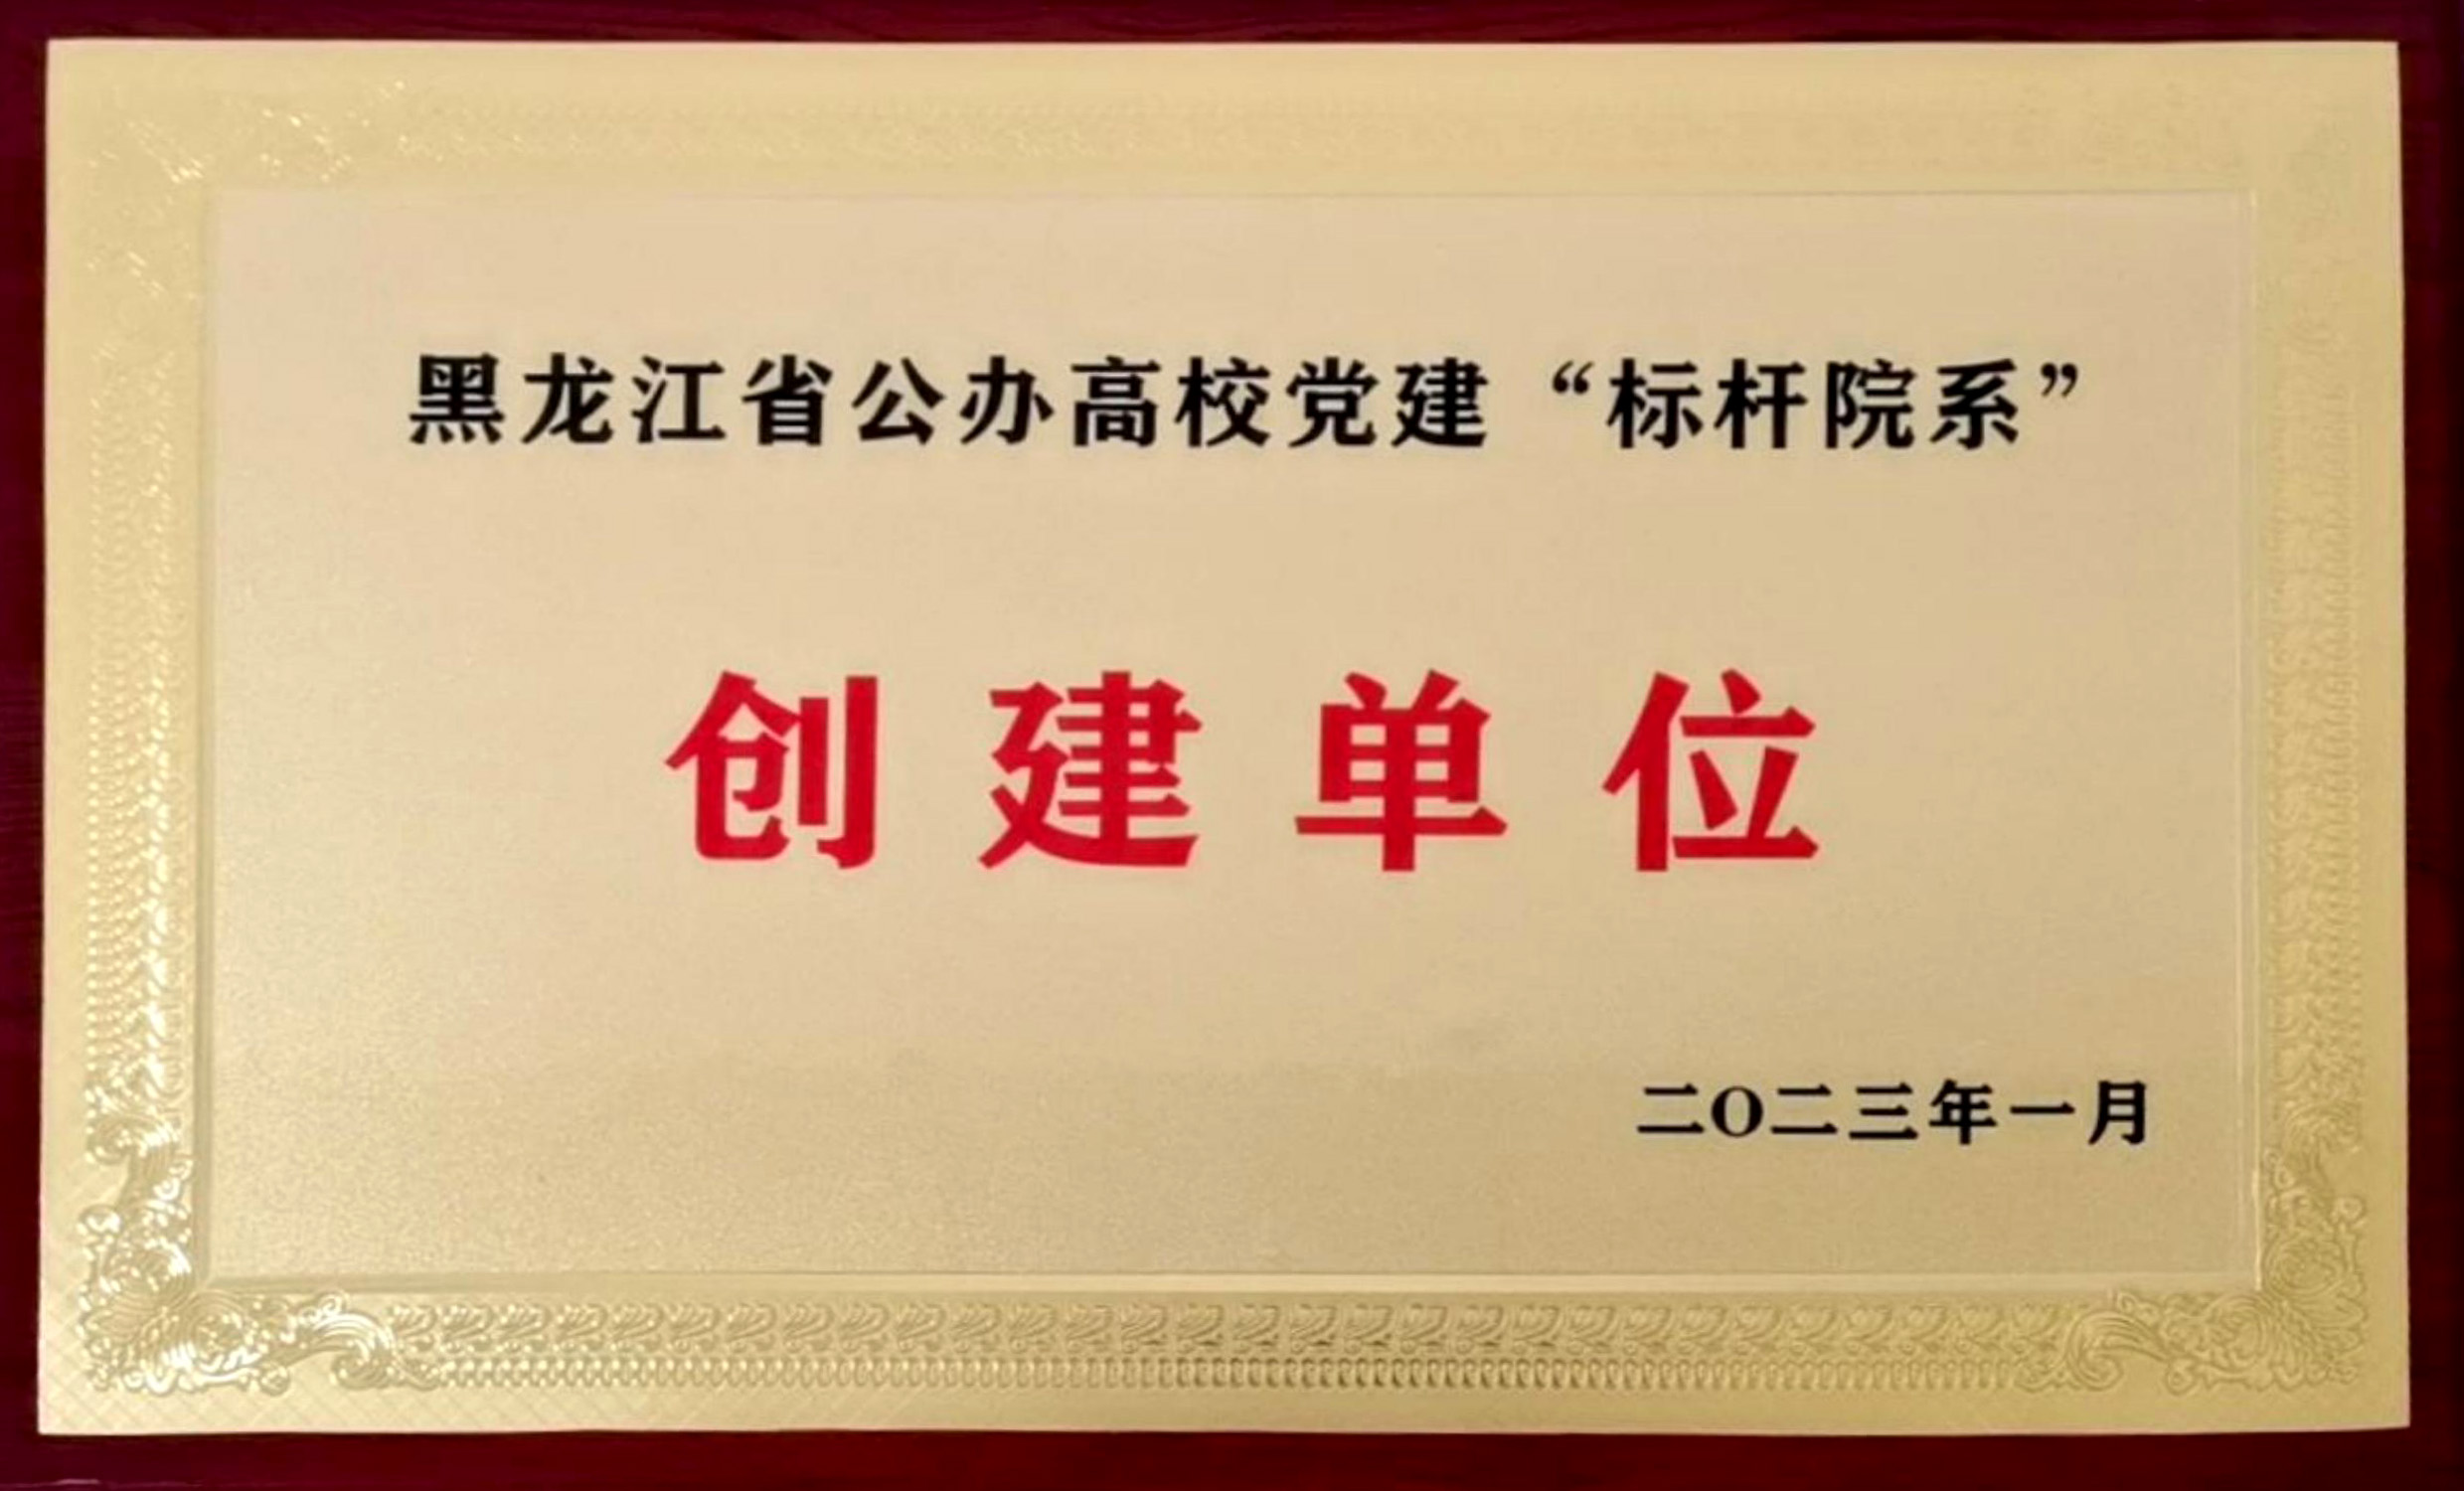 黑龙江省公办高校党建“标杆院系”
创建单位
二〇二三年一月